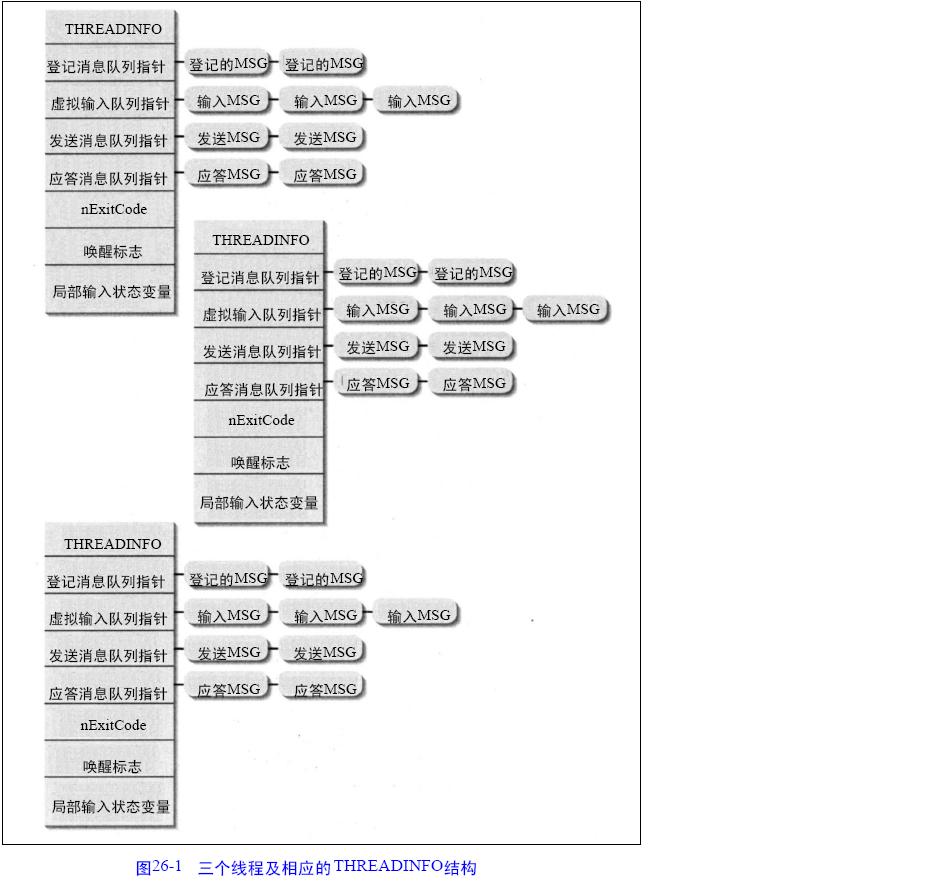 THREADINFO
登记消息队列指针 登记的MSG 登记的MSG
虚拟输入队列指针 输入MSG 输入MSG 输入MSG
发送消息队列指针 发送MSG 发送MSG
应答消息队列指针 应答MSG 应答MSG
nExitCode
唤醒标志
局部输入状态变量
THREADINFO
登记消息队列指针 登记的MSG 登记的MSG
虚拟输入队列指针 输入MSG 输入MSG 输入MSG
发送消息队列指针 发送MSG 发送MSG
应答消息队列指针 应答MSG 应答MSG
nExitCode
唤醒标志
局部输入状态变量
THREADINFO
登记消息队列指针 登记的MSG 登记的MSG
虚拟输入队列指针 输入MSG 输入MSG 输入MSG
发送消息队列指针 发送MSG 发送MSG
应答消息队列指针 应答MSG 应答MSG
nExitCode
唤醒标志
局部输入状态变量
图26-1 三个线程及相应的THREADINFO结构